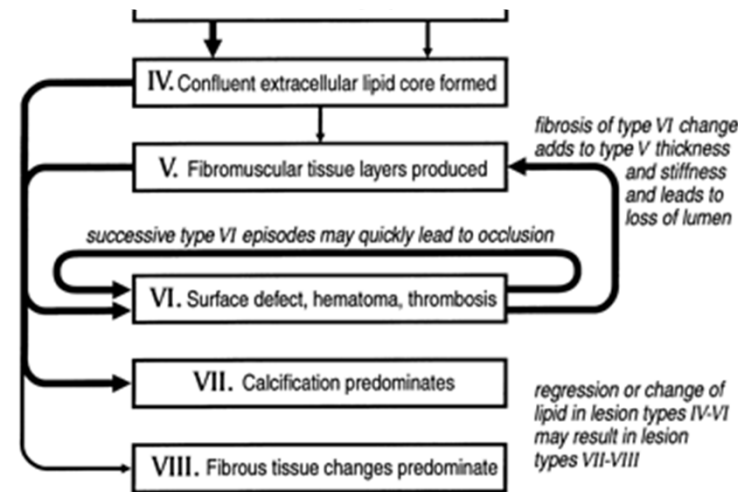 IV. Confluent extracellular lipid core formed
fibrosis of type VI change
adds to type V thickness
and stiffness
and leads to
loss of lumen
V. Fibromuscular tissue layers produced
successive type VI episodes may quickly lead to occlusion
VI. Surface defect, hematoma, thrombosis
VII. Calcification predominates
regression or change of
lipid in lesion types IV-VI
may result in lesion
types VII-VIII
VIII. Fibrous tissue changes predominate